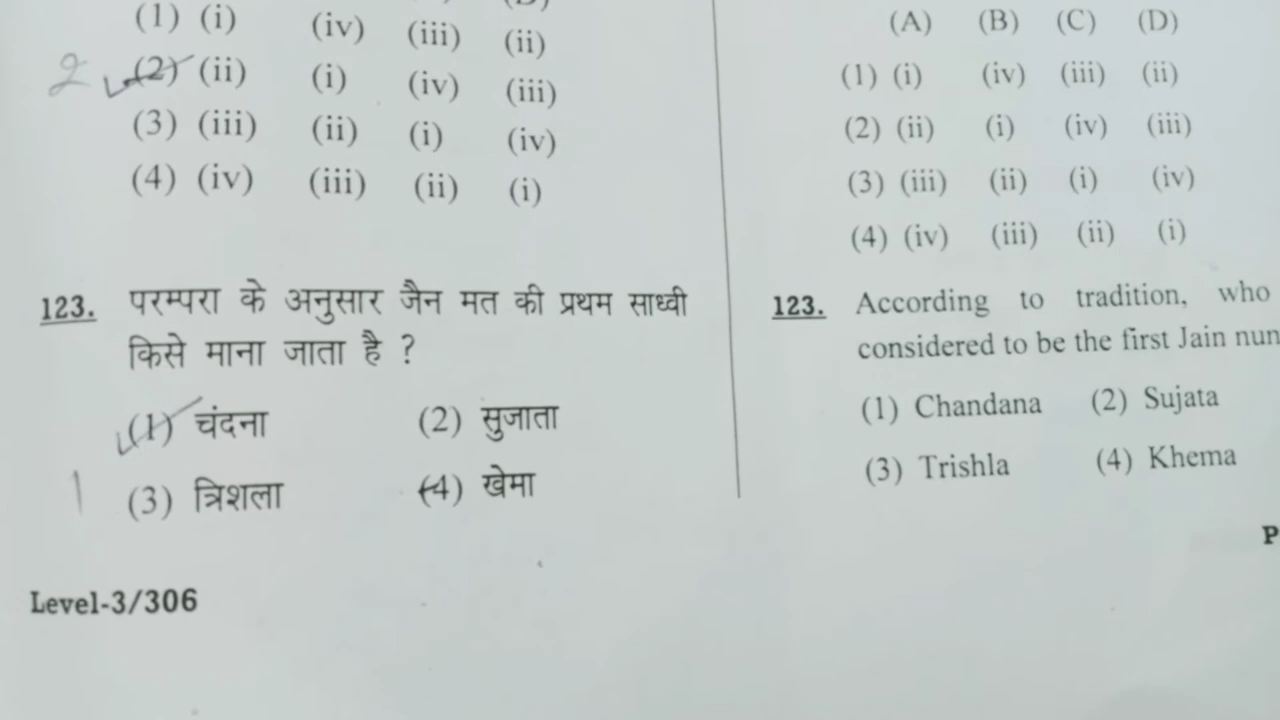 (1) (i) (iv) (iii) (ii)
2 (2) (ii) (i) (iv) (iii)
(3) (iii) (ii) (i) (iv)
(4) (iv) (iii) (ii) (i)
123. परम्परा के अनुसार जैन मत की प्रथम साध्वी
किसे माना जाता है ?
(1) चंदना (2) सुजाता
(3) त्रिशला (4) खेमा
1
Level-3/306
(A) (B) (C) (D)
(1) (i) (iv) (iii) (ii)
(2) (ii) (i) (iv) (iii)
(3) (iii) (ii) (i) (iv)
(4) (iv) (iii) (ii) (i)
123. According to tradition, who
considered to be the first Jain nun
(1) Chandana (2) Sujata
(3) Trishla (4) Khema
P